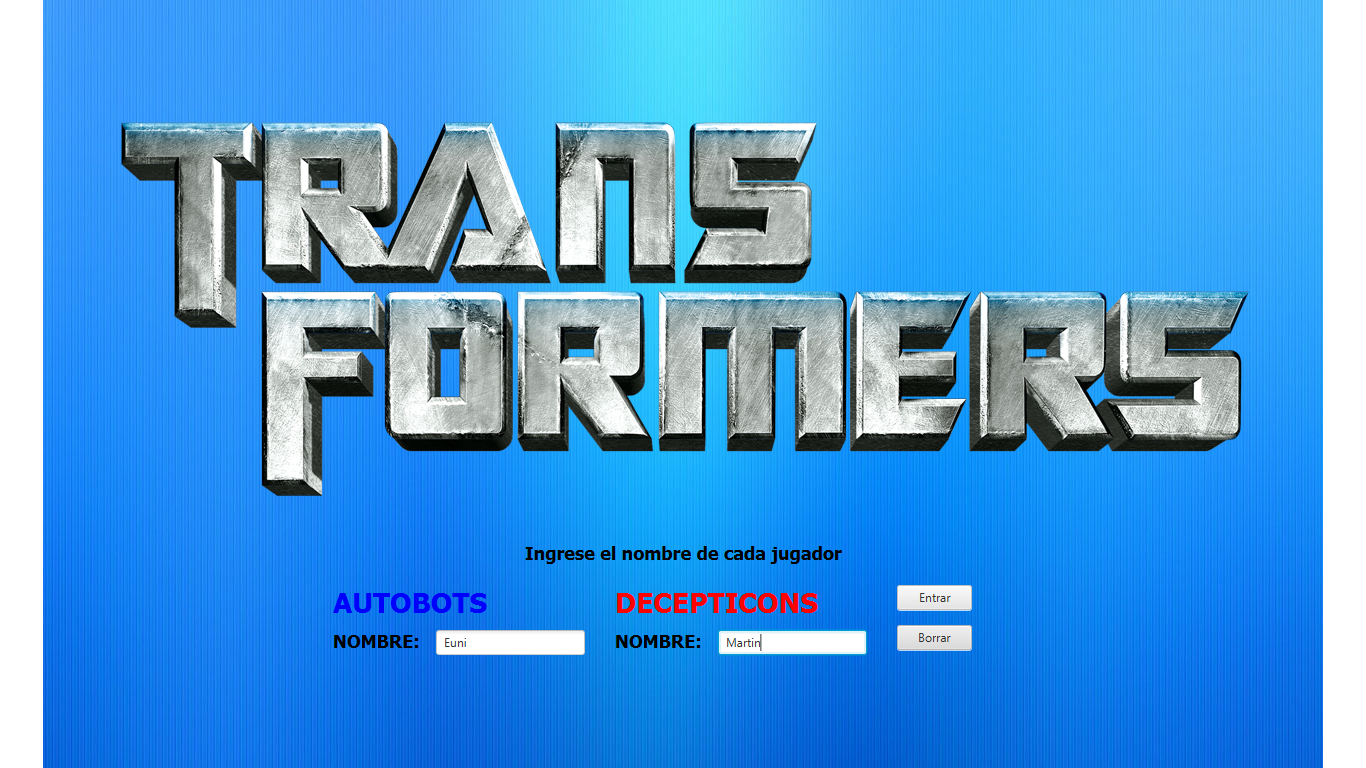 TRANS
FORMERS
Ingrese el nombre de cada jugador
AUTOBOTS DECEPTICONS Entrar
NOMBRE: Euni NOMBRE: Martin Borrar